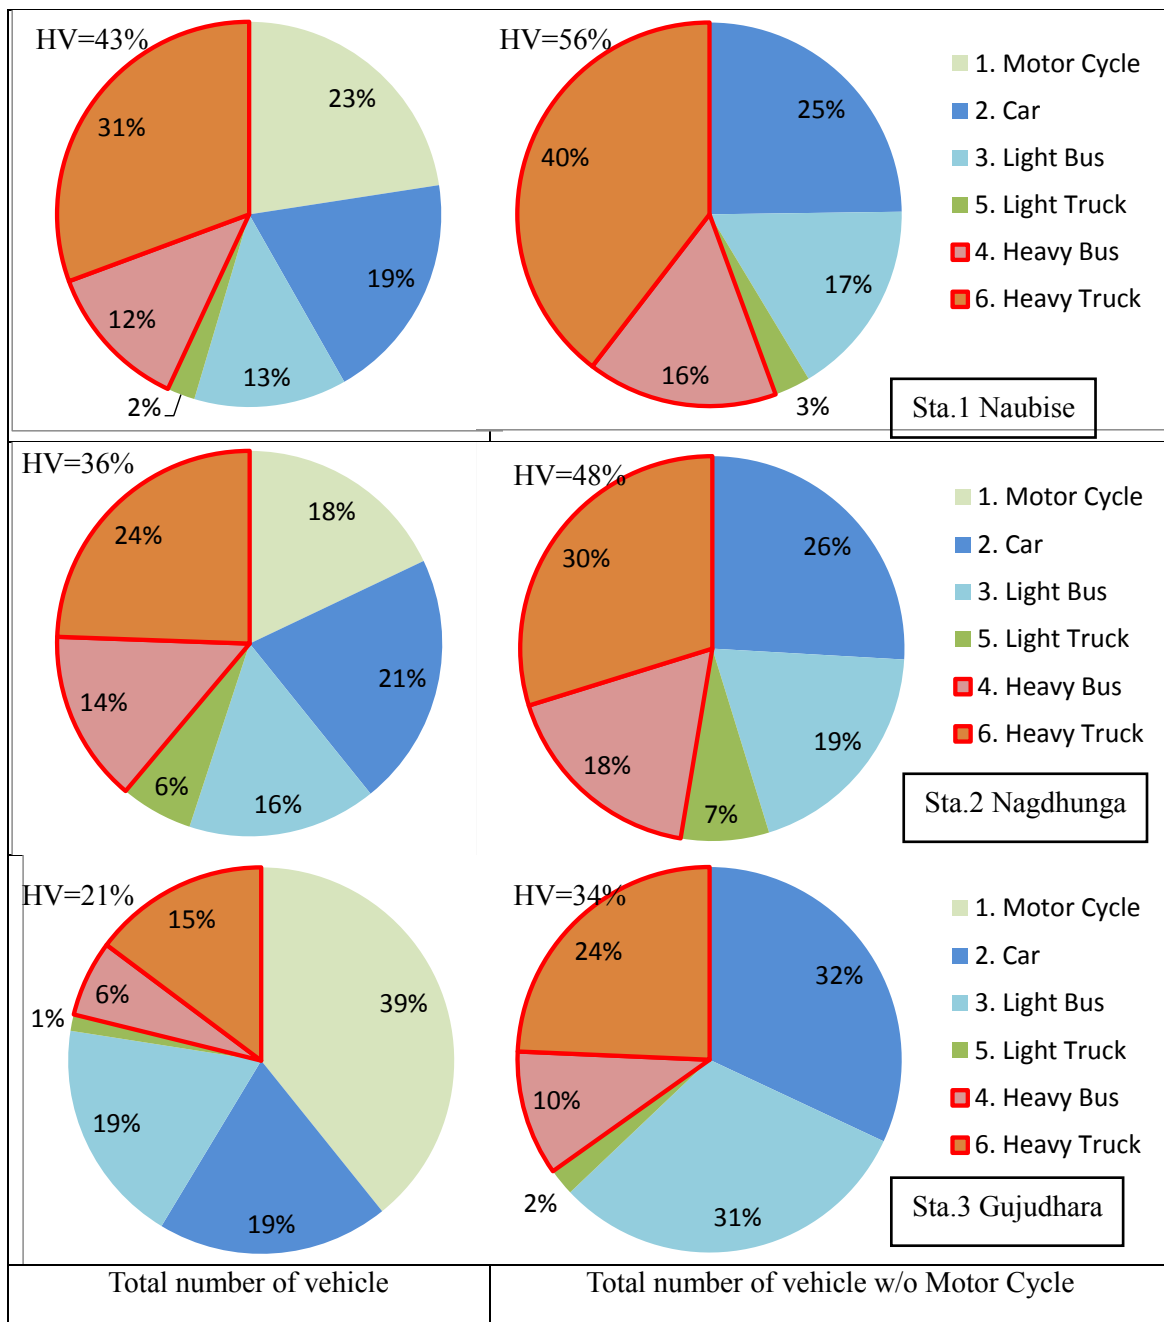 HV=43%
23%
19%
13%
2%
12%
31%
HV=56%
25%
17%
3%
16%
40%
1. Motor Cycle
2. Car
3. Light Bus
5. Light Truck
4. Heavy Bus
6. Heavy Truck
Sta.1 Naubise
HV=36%
18%
21%
16%
6%
14%
24%
HV=48%
26%
19%
7%
18%
30%
1. Motor Cycle
2. Car
3. Light Bus
5. Light Truck
4. Heavy Bus
6. Heavy Truck
Sta.2 Nagdhunga
HV=21%
39%
19%
19%
1%
6%
15%
HV=34%
32%
31%
2%
10%
24%
1. Motor Cycle
2. Car
3. Light Bus
5. Light Truck
4. Heavy Bus
6. Heavy Truck
Sta.3 Gujudhara
Total number of vehicle
Total number of vehicle w/o Motor Cycle